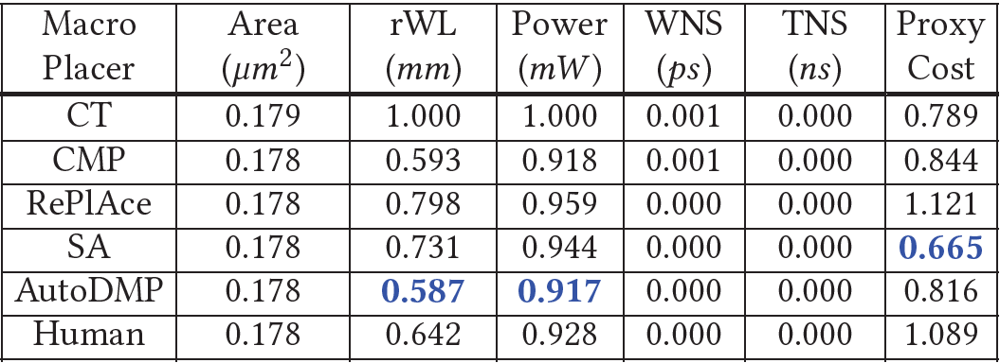 Macro Placer | Area (μm²) | rWL (mm) | Power (mW) | WNS (ps) | TNS (ns) | Proxy Cost
CT | 0.179 | 1.000 | 1.000 | 0.001 | 0.000 | 0.789
CMP | 0.178 | 0.593 | 0.918 | 0.001 | 0.000 | 0.844
RePlAce | 0.178 | 0.798 | 0.959 | 0.000 | 0.000 | 1.121
SA | 0.178 | 0.731 | 0.944 | 0.000 | 0.000 | 0.665
AutoDMP | 0.178 | 0.587 | 0.917 | 0.000 | 0.000 | 0.816
Human | 0.178 | 0.642 | 0.928 | 0.000 | 0.000 | 1.089